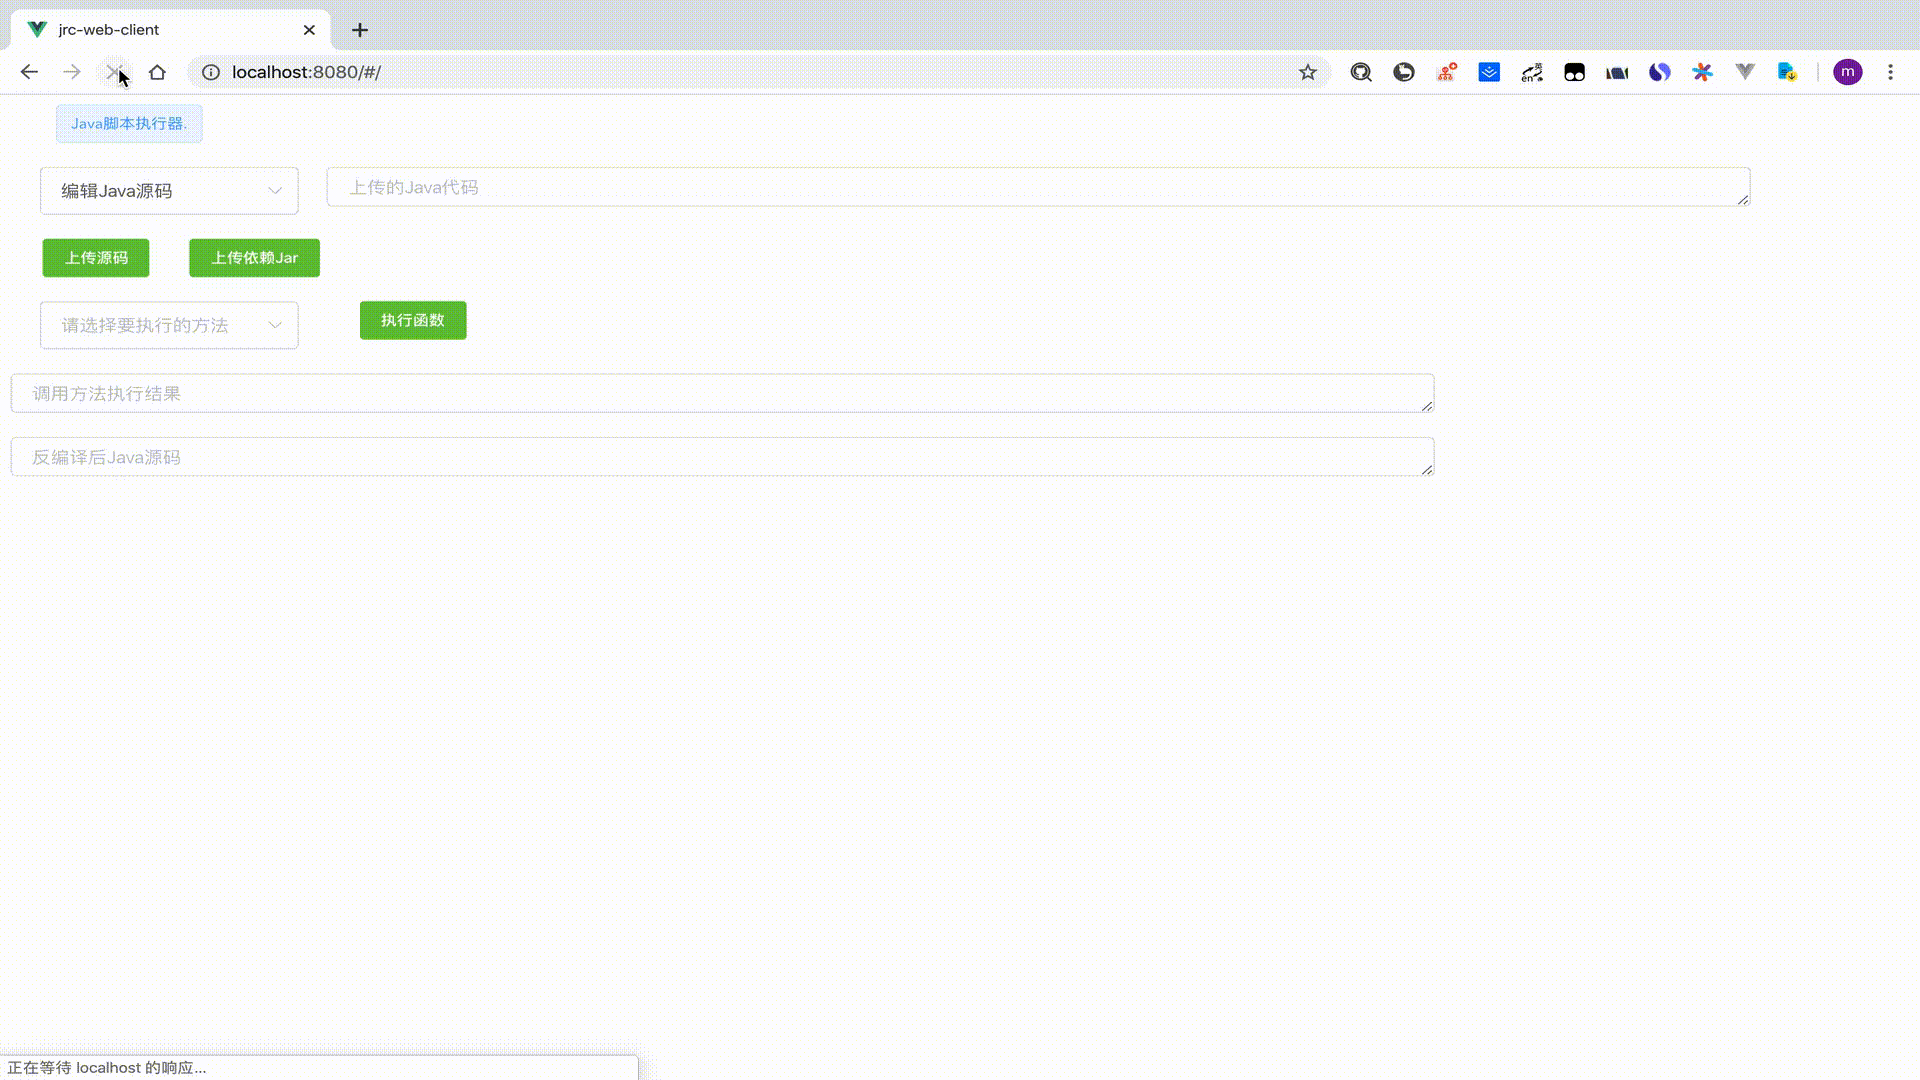 jrc-web-client
localhost:8080/#/
m
Java脚本执行器.
编辑Java源码
上传的Java代码
上传源码 上传依赖Jar
请选择要执行的方法
执行函数
调用方法执行结果
反编译后Java源码
正在等待 localhost 的响应...